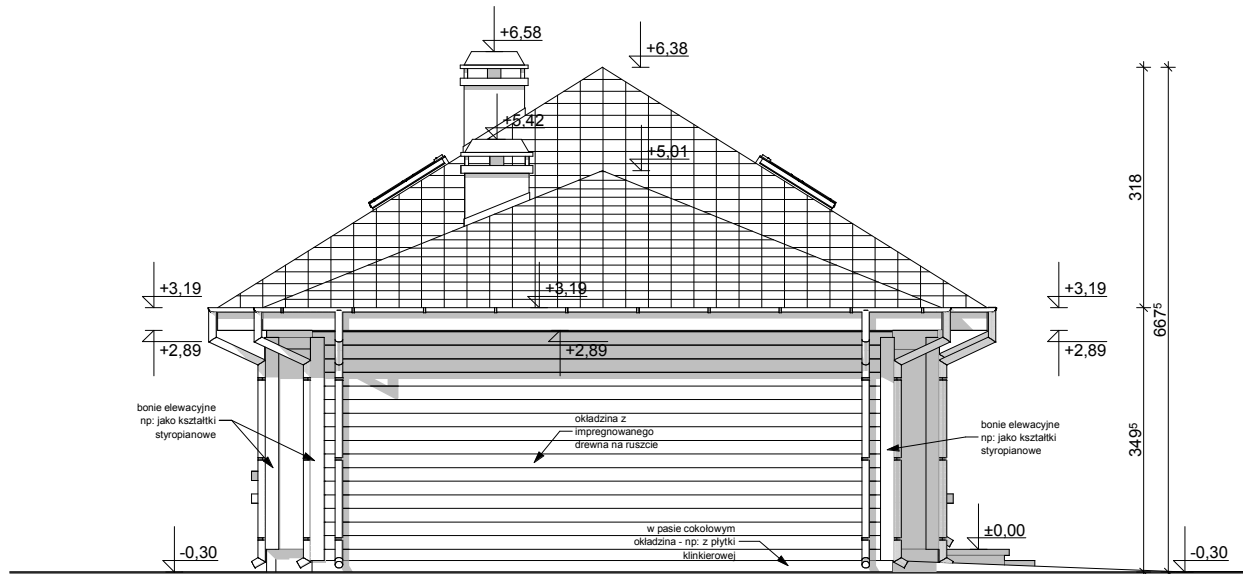 +6,58
+6,38
+5,42
+5,01
318
+3,19
+3,19
+3,19
667⁵
+2,89
+2,89
+2,89
bonie elewacyjne
np: jako kształtki
styropianowe
okładzina z
impregnowanego
drewna na ruszcie
bonie elewacyjne
np: jako kształtki
styropianowe
349⁵
w pasie cokołowym
okładzina - np: z płytki
klinkierowej
±0,00
-0,30
-0,30